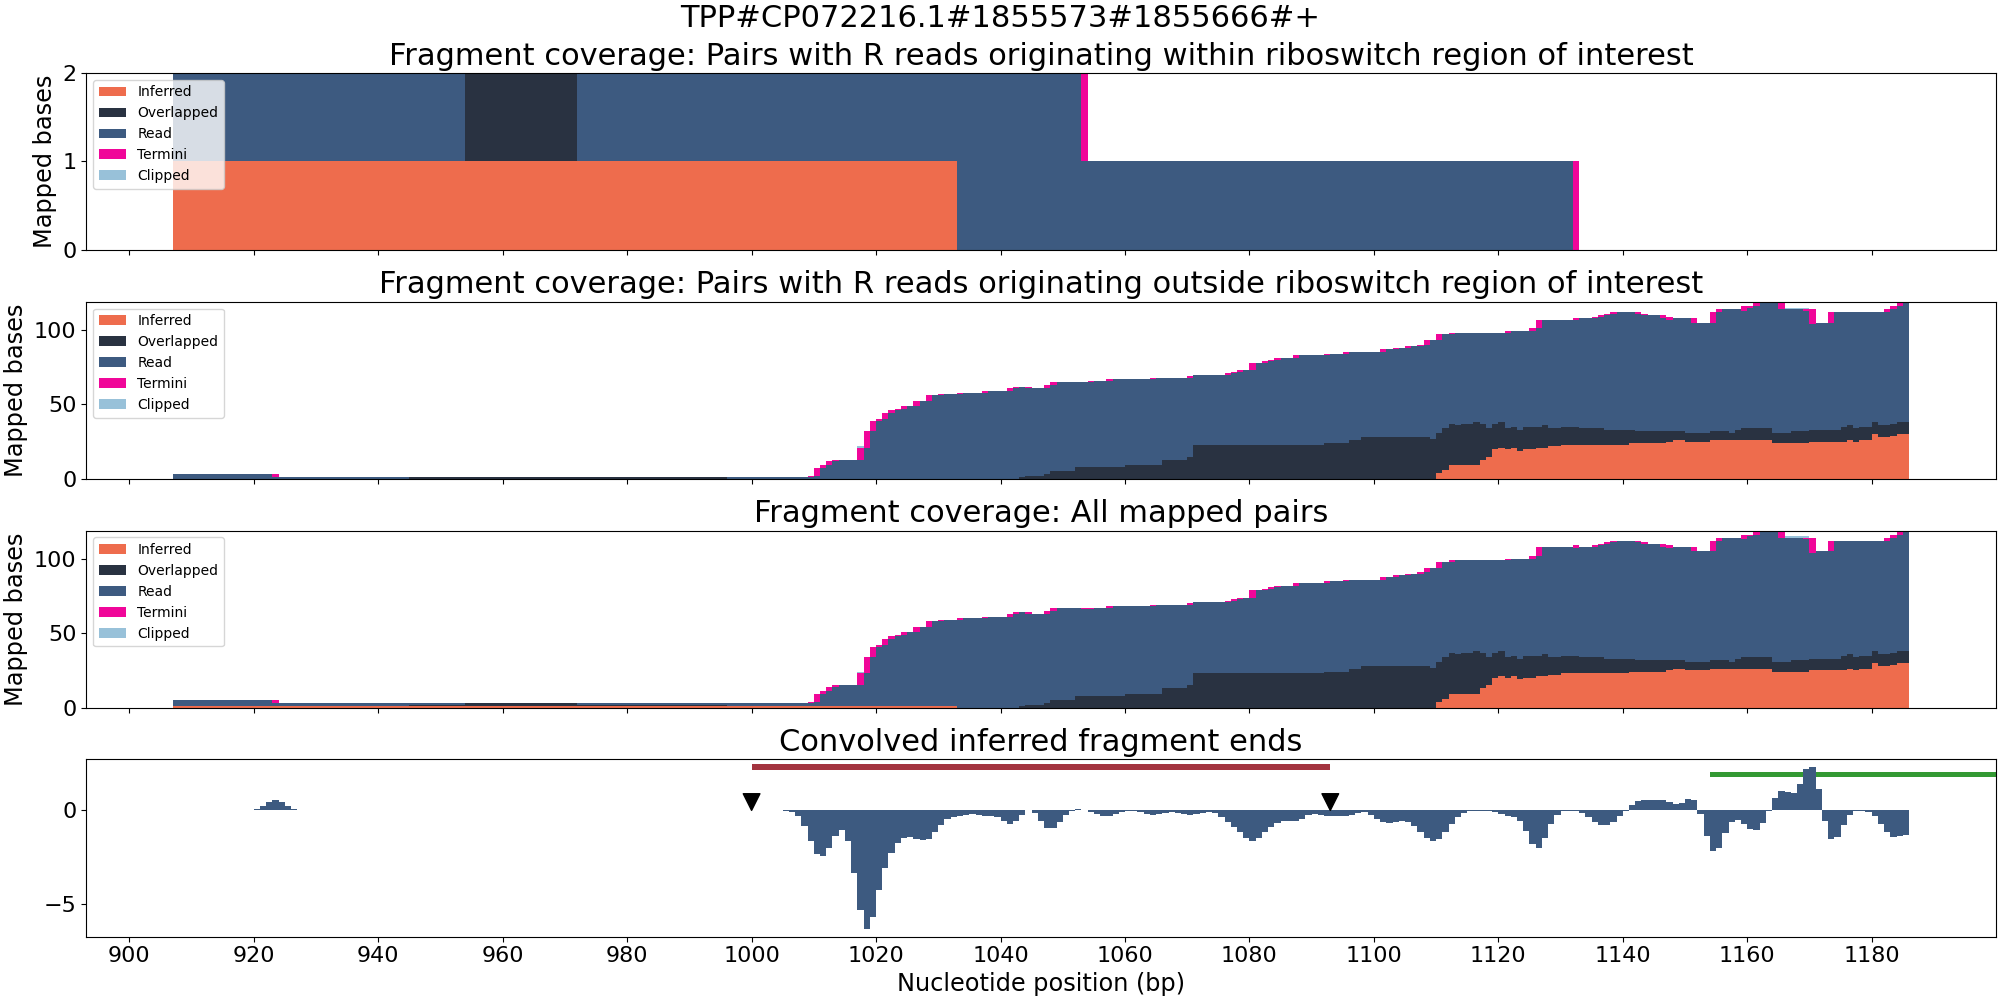 TPP#CP072216.1#1855573#1855666#+
Fragment coverage: Pairs with R reads originating within riboswitch region of interest
Mapped bases
2
1
0
Inferred
Overlapped
Read
Termini
Clipped
Fragment coverage: Pairs with R reads originating outside riboswitch region of interest
Mapped bases
100
50
0
Inferred
Overlapped
Read
Termini
Clipped
Fragment coverage: All mapped pairs
Mapped bases
100
50
0
Inferred
Overlapped
Read
Termini
Clipped
Convolved inferred fragment ends
0
−5
900 920 940 960 980 1000 1020 1040 1060 1080 1100 1120 1140 1160 1180
Nucleotide position (bp)